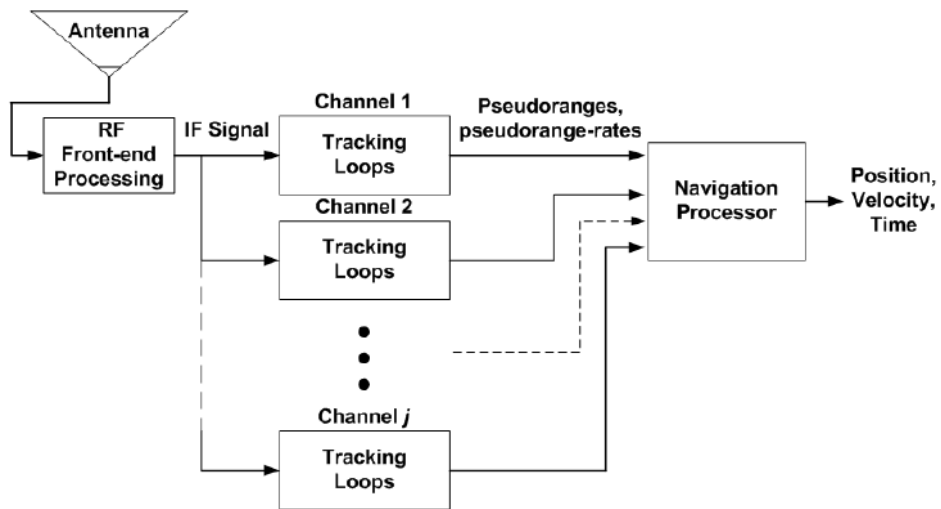 Antenna
RF
Front-end
Processing
IF Signal
Channel 1
Tracking
Loops
Channel 2
Tracking
Loops
Channel j
Tracking
Loops
Pseudoranges,
pseudorange-rates
Navigation
Processor
Position,
Velocity,
Time